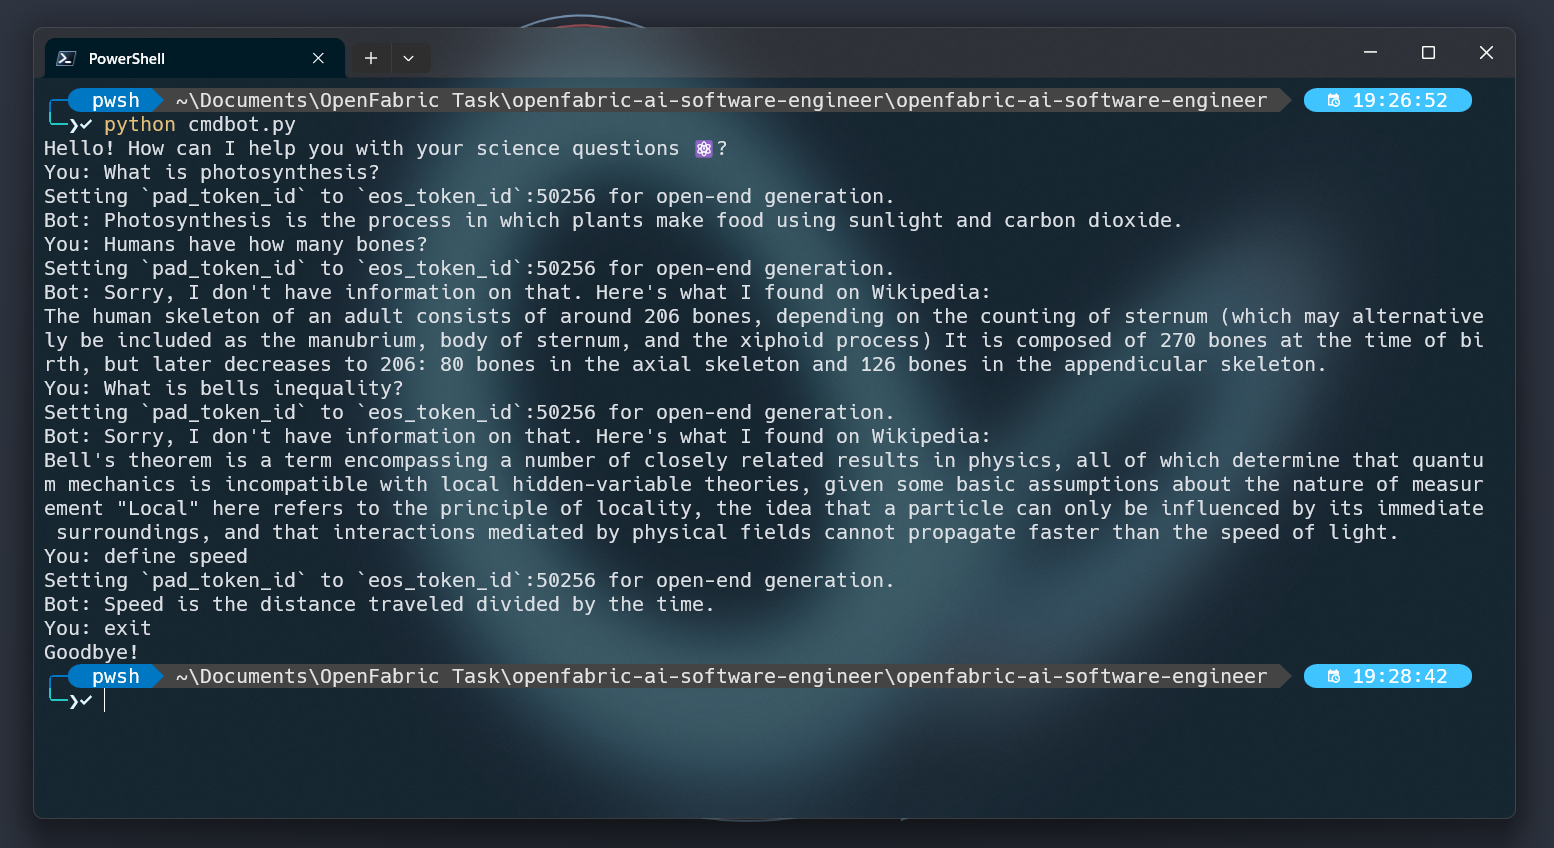 PowerShell
pwsh ~\Documents\OpenFabric Task\openfabric-ai-software-engineer\openfabric-ai-software-engineer 19:26:52
❯✓ python cmdbot.py
Hello! How can I help you with your science questions ⚛️?
You: What is photosynthesis?
Setting `pad_token_id` to `eos_token_id`:50256 for open-end generation.
Bot: Photosynthesis is the process in which plants make food using sunlight and carbon dioxide.
You: Humans have how many bones?
Setting `pad_token_id` to `eos_token_id`:50256 for open-end generation.
Bot: Sorry, I don't have information on that. Here's what I found on Wikipedia:
The human skeleton of an adult consists of around 206 bones, depending on the counting of sternum (which may alternative
ly be included as the manubrium, body of sternum, and the xiphoid process) It is composed of 270 bones at the time of bi
rth, but later decreases to 206: 80 bones in the axial skeleton and 126 bones in the appendicular skeleton.
You: What is bells inequality?
Setting `pad_token_id` to `eos_token_id`:50256 for open-end generation.
Bot: Sorry, I don't have information on that. Here's what I found on Wikipedia:
Bell's theorem is a term encompassing a number of closely related results in physics, all of which determine that quantu
m mechanics is incompatible with local hidden-variable theories, given some basic assumptions about the nature of measur
ement "Local" here refers to the principle of locality, the idea that a particle can only be influenced by its immediate
 surroundings, and that interactions mediated by physical fields cannot propagate faster than the speed of light.
You: define speed
Setting `pad_token_id` to `eos_token_id`:50256 for open-end generation.
Bot: Speed is the distance traveled divided by the time.
You: exit
Goodbye!
pwsh ~\Documents\OpenFabric Task\openfabric-ai-software-engineer\openfabric-ai-software-engineer 19:28:42
❯✓